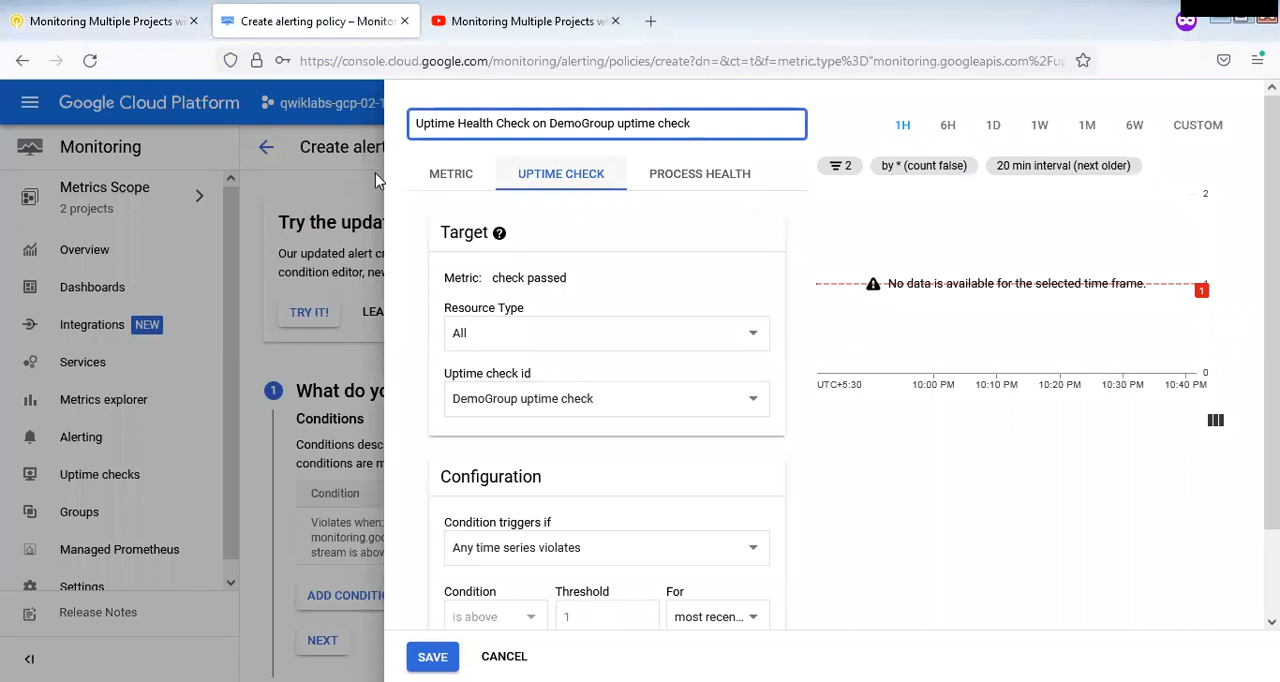 Monitoring Multiple Projects wi
Create alerting policy – Monitor
Monitoring Multiple Projects w
https://console.cloud.google.com/monitoring/alerting/policies/create?dn=&ct=t&f=metric.type%3D"monitoring.googleapis.com%2Fu
Google Cloud Platform
qwiklabs-gcp-02-1
Monitoring
Metrics Scope
2 projects
Overview
Dashboards
Integrations NEW
Services
Metrics explorer
Alerting
Uptime checks
Groups
Managed Prometheus
Settings
Release Notes
Create alert
Try the upda
Our updated alert c
condition editor, nev
TRY IT!
LEA
1 What do yo
Conditions
Conditions desc
conditions are m
Condition
Violates when:
monitoring.goo
stream is above
ADD CONDITIO
NEXT
Uptime Health Check on DemoGroup uptime check
METRIC
UPTIME CHECK
PROCESS HEALTH
Target
Metric: check passed
Resource Type
All
Uptime check id
DemoGroup uptime check
Configuration
Condition triggers if
Any time series violates
Condition Threshold For
is above 1 most recen...
SAVE
CANCEL
1H 6H 1D 1W 1M 6W CUSTOM
2 by * (count false) 20 min interval (next older)
2
No data is available for the selected time frame.
1
0
UTC+5:30 10:00 PM 10:10 PM 10:20 PM 10:30 PM 10:40 PM